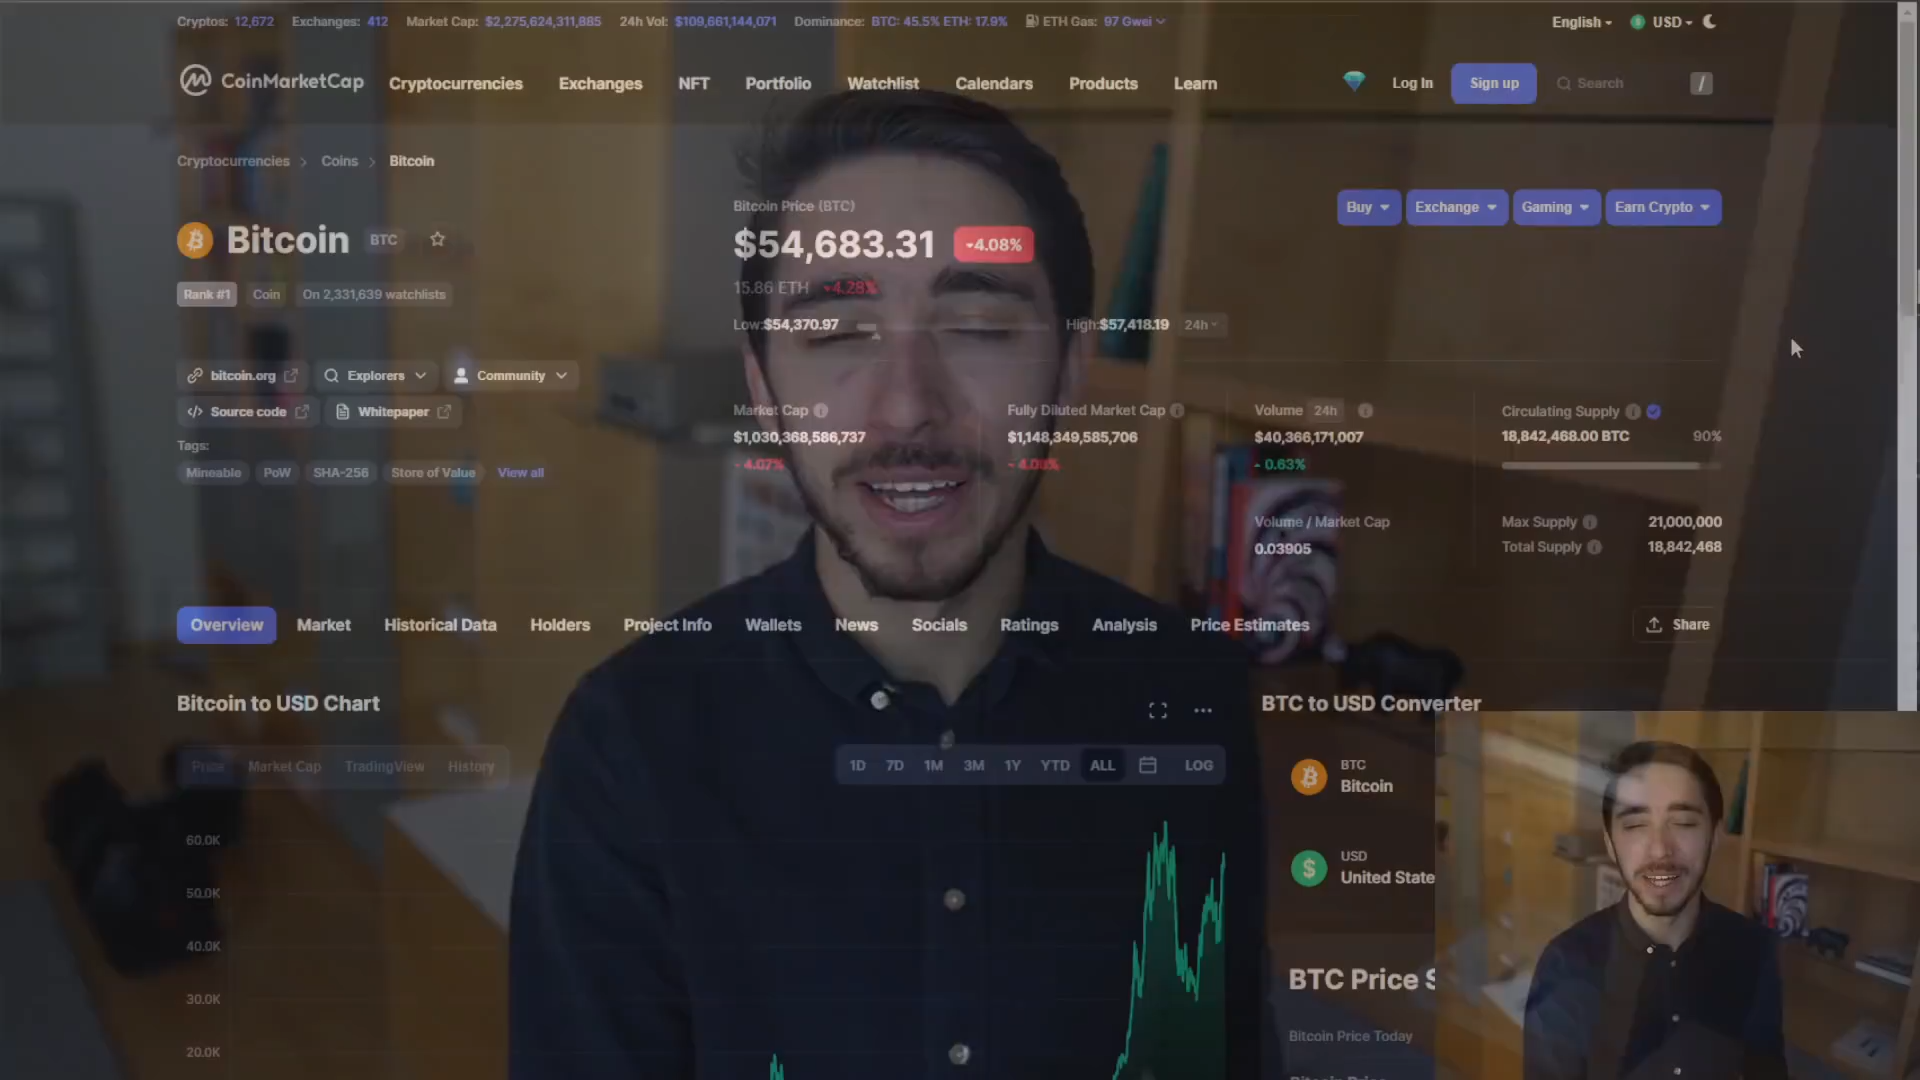 Cryptos: 12,672 Exchanges: 412 Market Cap: $2,275,624,311,865 24h Vol: $109,661,144,071 Dominance: BTC: 45.5% ETH: 17.9% ETH Gas: 97 Gwei English USD
CoinMarketCap Cryptocurrencies Exchanges NFT Portfolio Watchlist Calendars Products Learn Log In Sign up Search /
Cryptocurrencies > Coins > Bitcoin
Bitcoin BTC
Rank #1 Coin On 2,331,639 watchlists
bitcoin.org Explorers Community
</> Source code Whitepaper
Tags:
Mineable PoW SHA-256 Store of Value View all
Bitcoin Price (BTC)
$54,683.31 4.08%
15.86 ETH 4.28%
Low:$54,370.97 High:$57,418.19 24h
Buy Exchange Gaming Earn Crypto
Market Cap
$1,030,368,586,737
4.07%
Fully Diluted Market Cap
$1,148,349,585,706
Volume 24h
$40,366,171,007
0.63%
Volume / Market Cap
0.03905
Circulating Supply
18,842,468.00 BTC 90%
Max Supply 21,000,000
Total Supply 18,842,468
Overview Market Historical Data Holders Project Info Wallets News Socials Ratings Analysis Price Estimates Share
Bitcoin to USD Chart
Price Market Cap TradingView History
1D 7D 1M 3M 1Y YTD ALL LOG
60.0K
50.0K
40.0K
30.0K
20.0K
BTC to USD Converter
BTC
Bitcoin
USD
United State
BTC Price S
Bitcoin Price Today